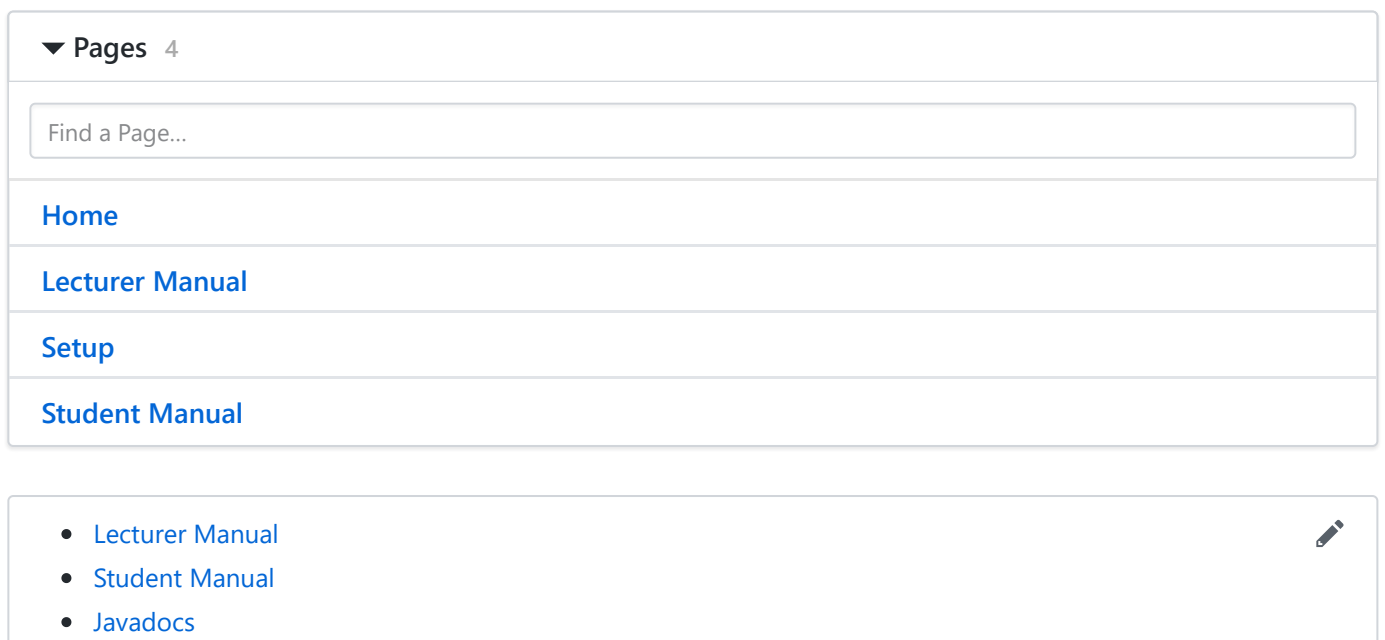 Pages 4
Find a Page...
Home
Lecturer Manual
Setup
Student Manual
Lecturer Manual
Student Manual
Javadocs